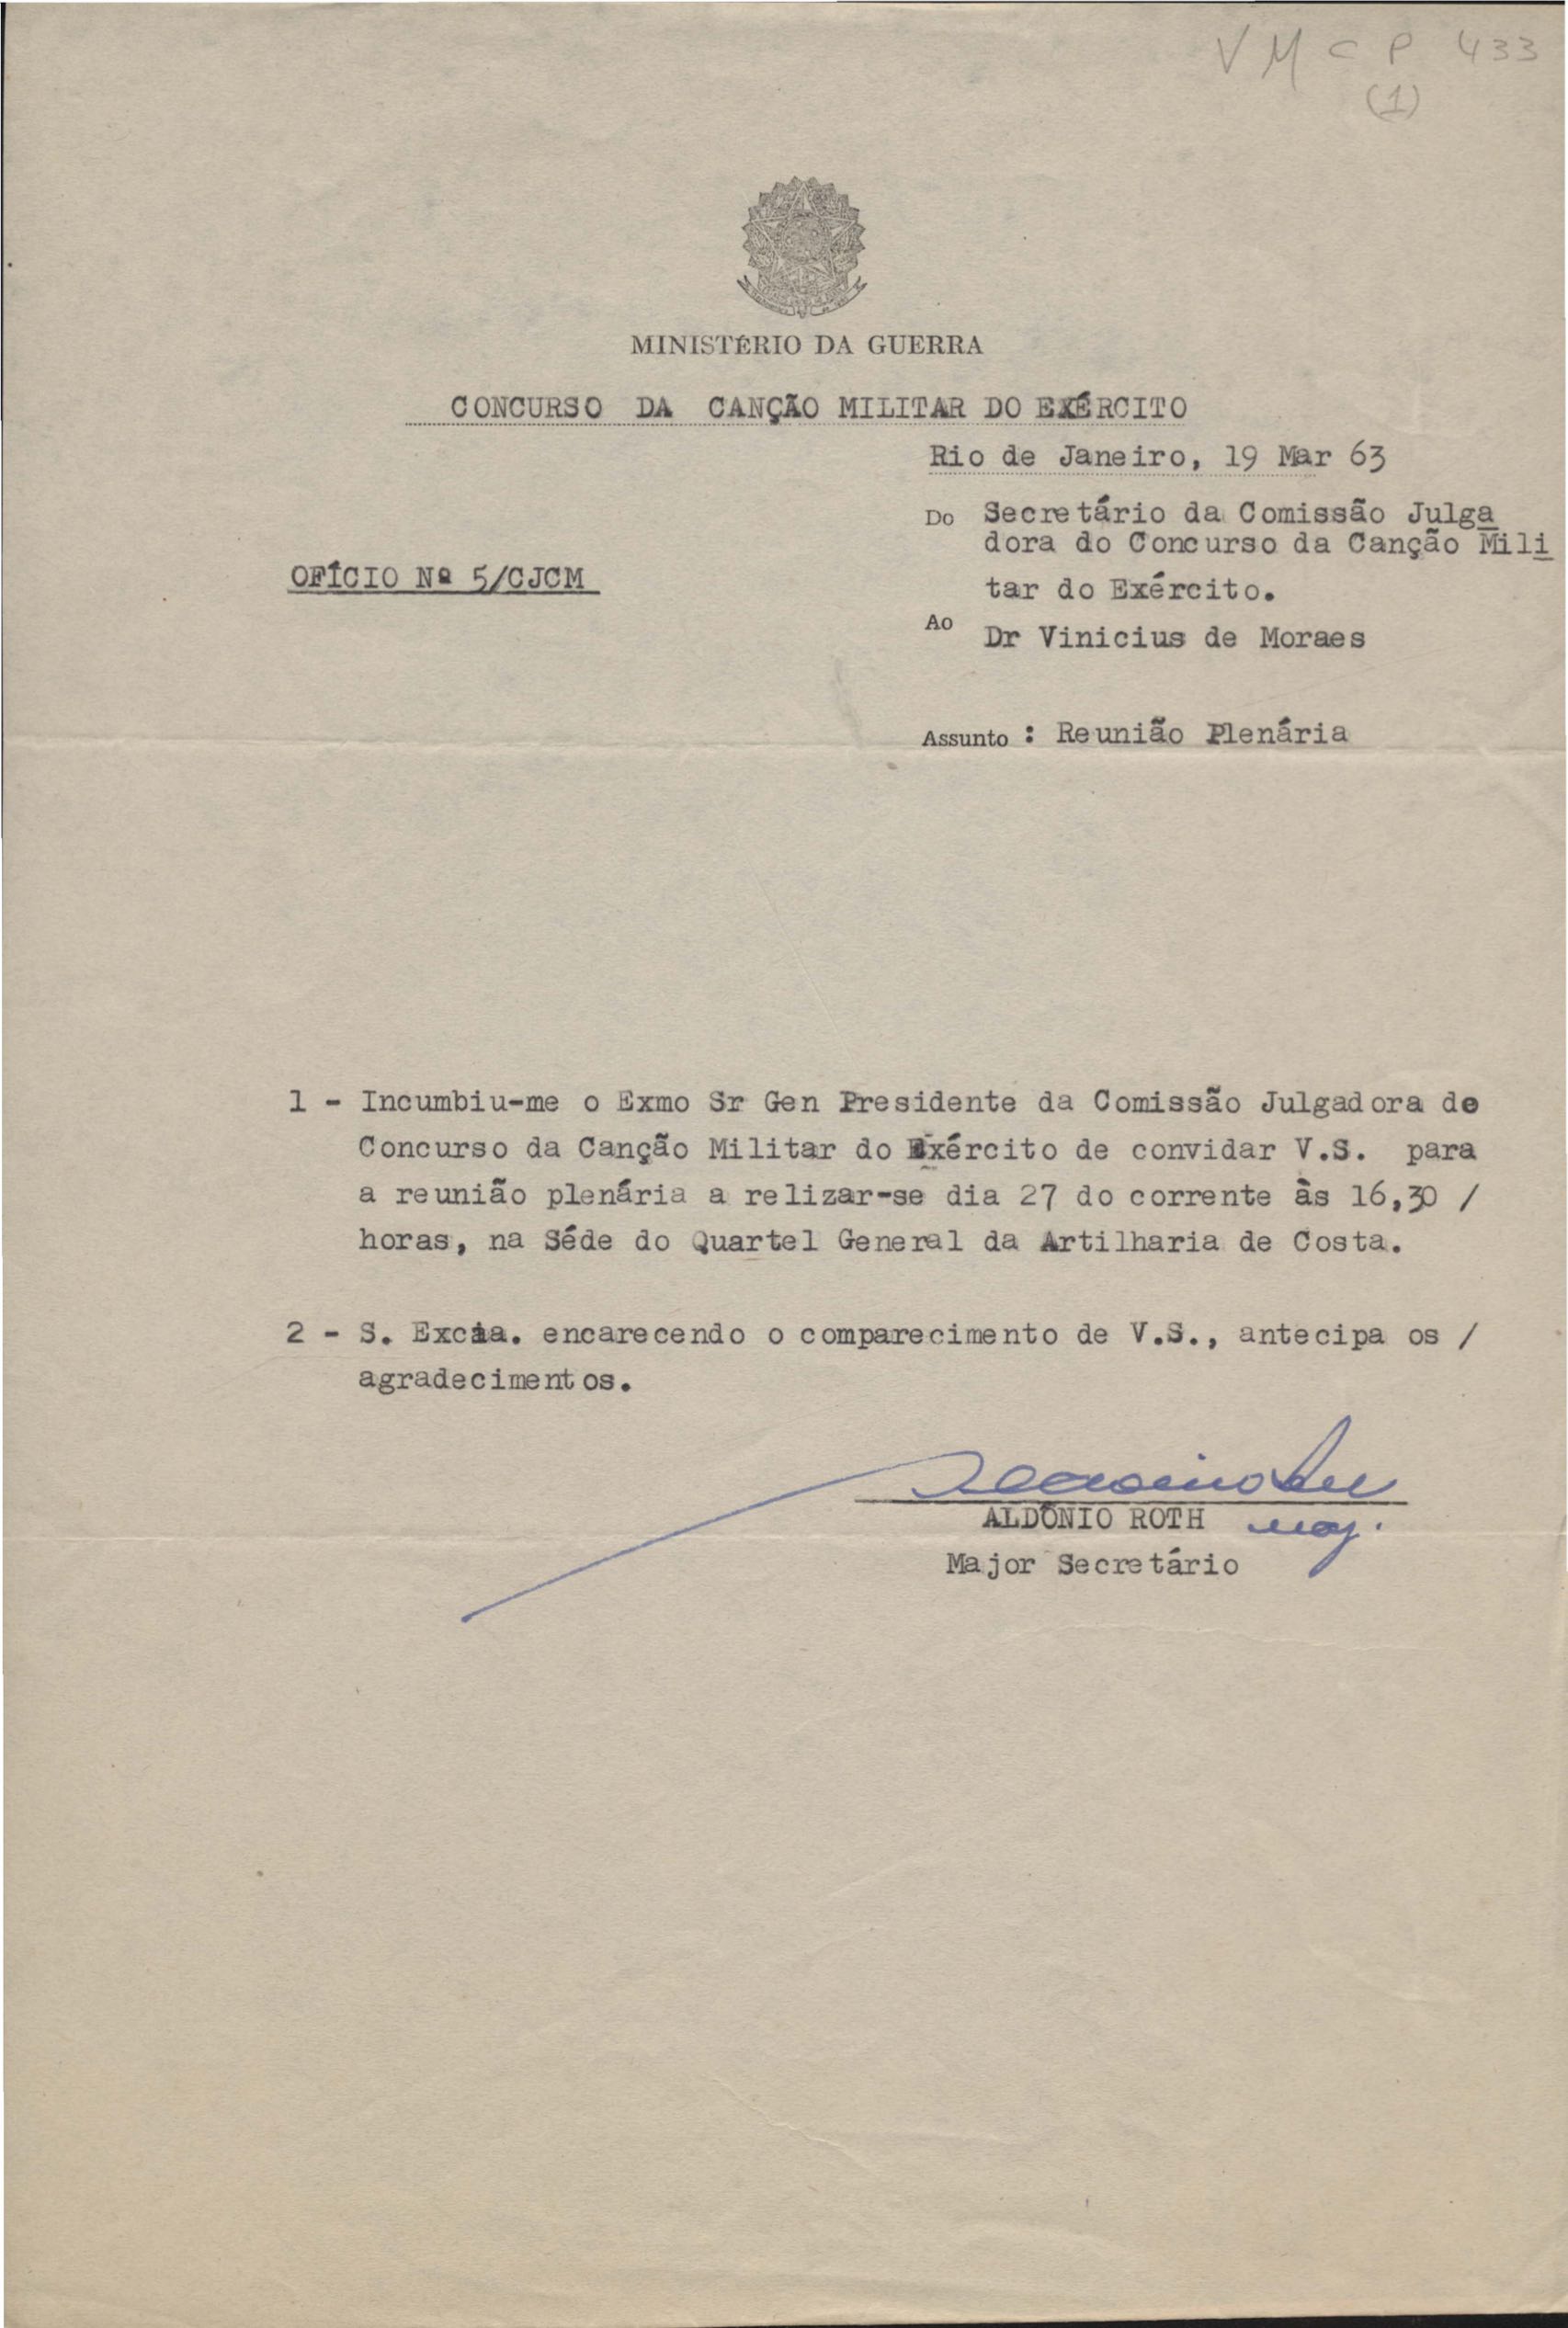 VMCP 433
(1)
MINISTÉRIO DA GUERRA
CONCURSO DA CANÇÃO MILITAR DO EXÉRCITO
Rio de Janeiro, 19 Mar 63
Do Secretário da Comissão Julga
dora do Concurso da Canção Mili
OFÍCIO Nº 5/CJCM
tar do Exército.
Ao Dr Vinicius de Moraes
Assunto : Reunião Plenária
1 - Incumbiu-me o Exmo Sr Gen Presidente da Comissão Julgadora do
Concurso da Canção Militar do Exército de convidar V.S. para
a reunião plenária a relizar-se dia 27 do corrente às 16,30 /
horas, na Séde do Quartel General da Artilharia de Costa.
2 - S. Excia. encarecendo o comparecimento de V.S., antecipa os /
agradecimentos.
ALDÔNIO ROTH maj.
Major Secretário